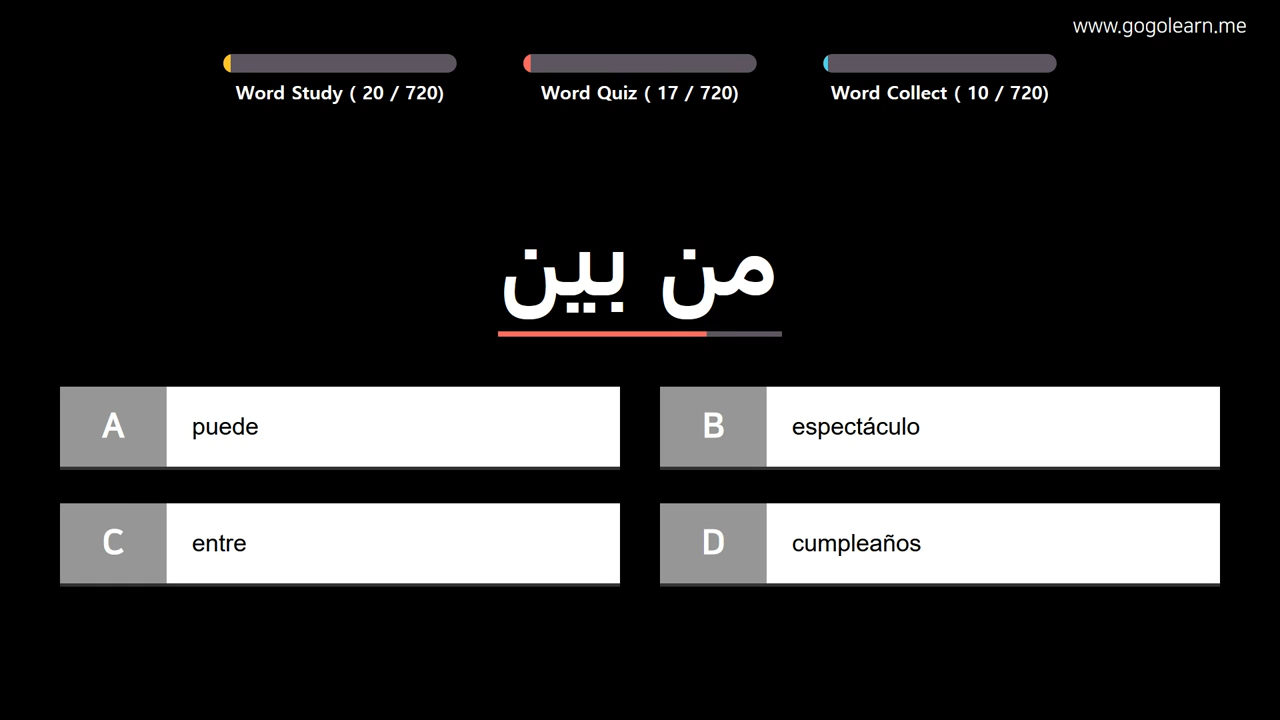 www.gogolearn.me
Word Study ( 20 / 720)
Word Quiz ( 17 / 720)
Word Collect ( 10 / 720)
من بين
A puede
B espectáculo
C entre
D cumpleaños